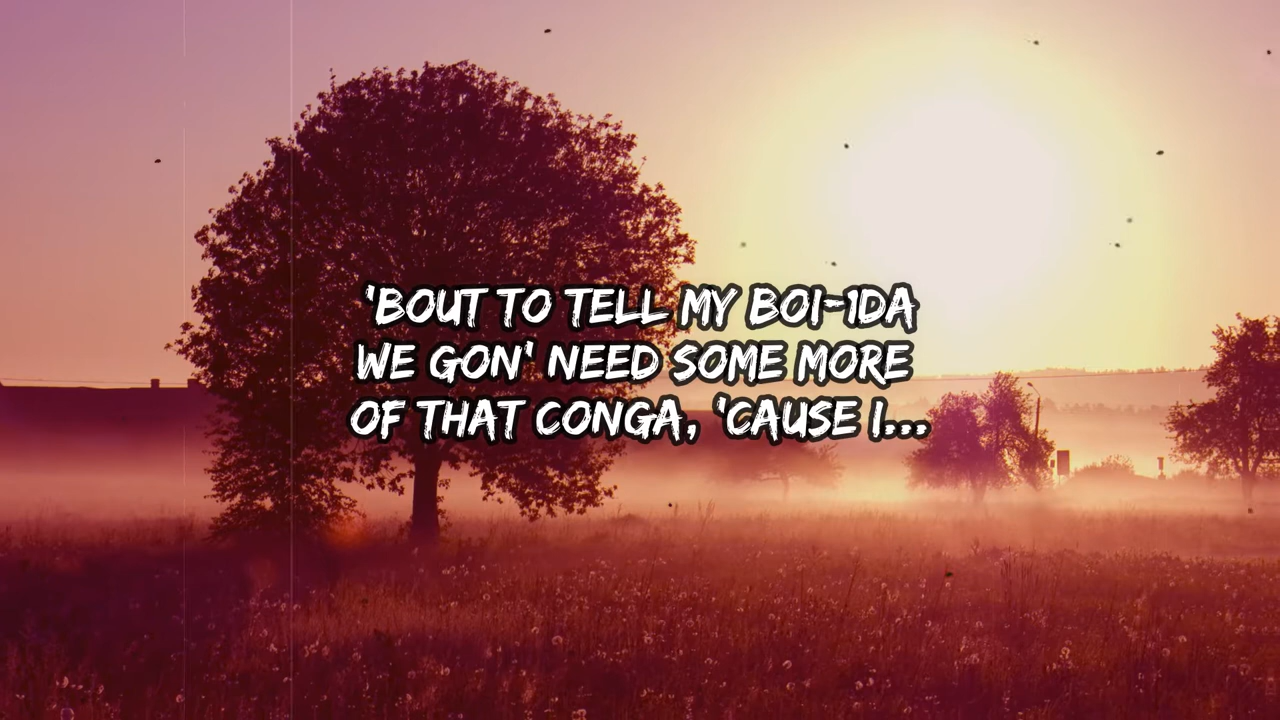 'BOUT TO TELL MY BOI-1DA
WE GON' NEED SOME MORE
OF THAT CONGA, 'CAUSE I...